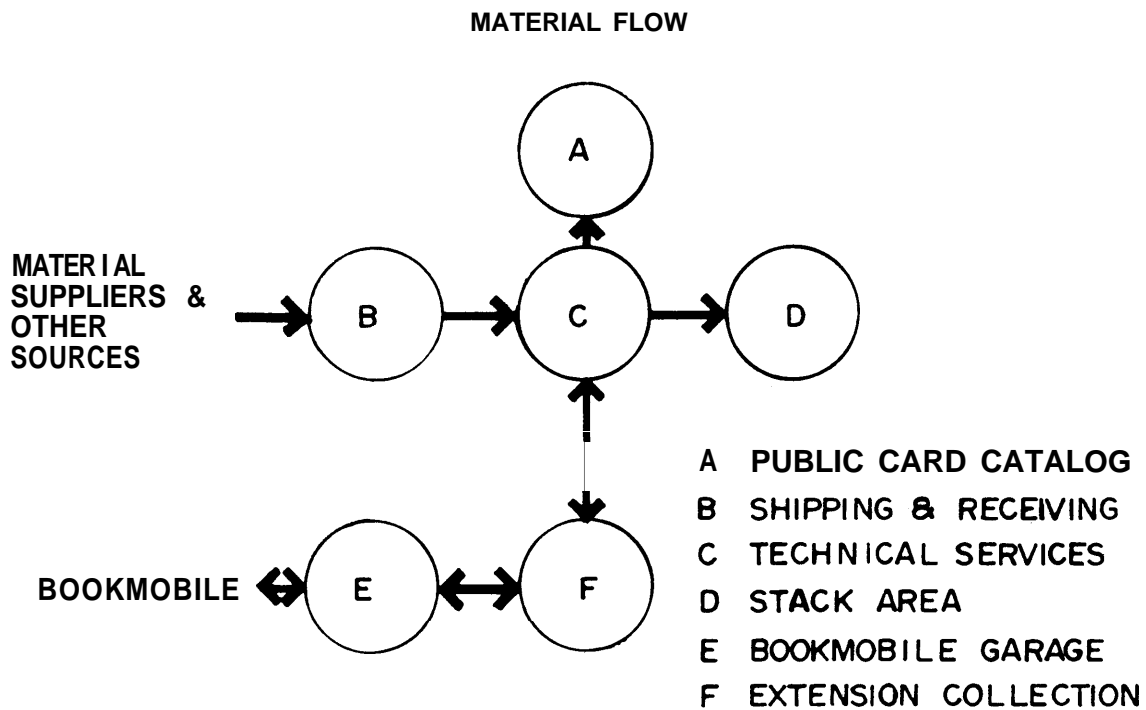 MATERIAL FLOW
A
MATERIAL
SUPPLIERS &
OTHER
SOURCES
B
C
D
BOOKMOBILE
E
F
A PUBLIC CARD CATALOG
B SHIPPING & RECEIVING
C TECHNICAL SERVICES
D STACK AREA
E BOOKMOBILE GARAGE
F EXTENSION COLLECTION